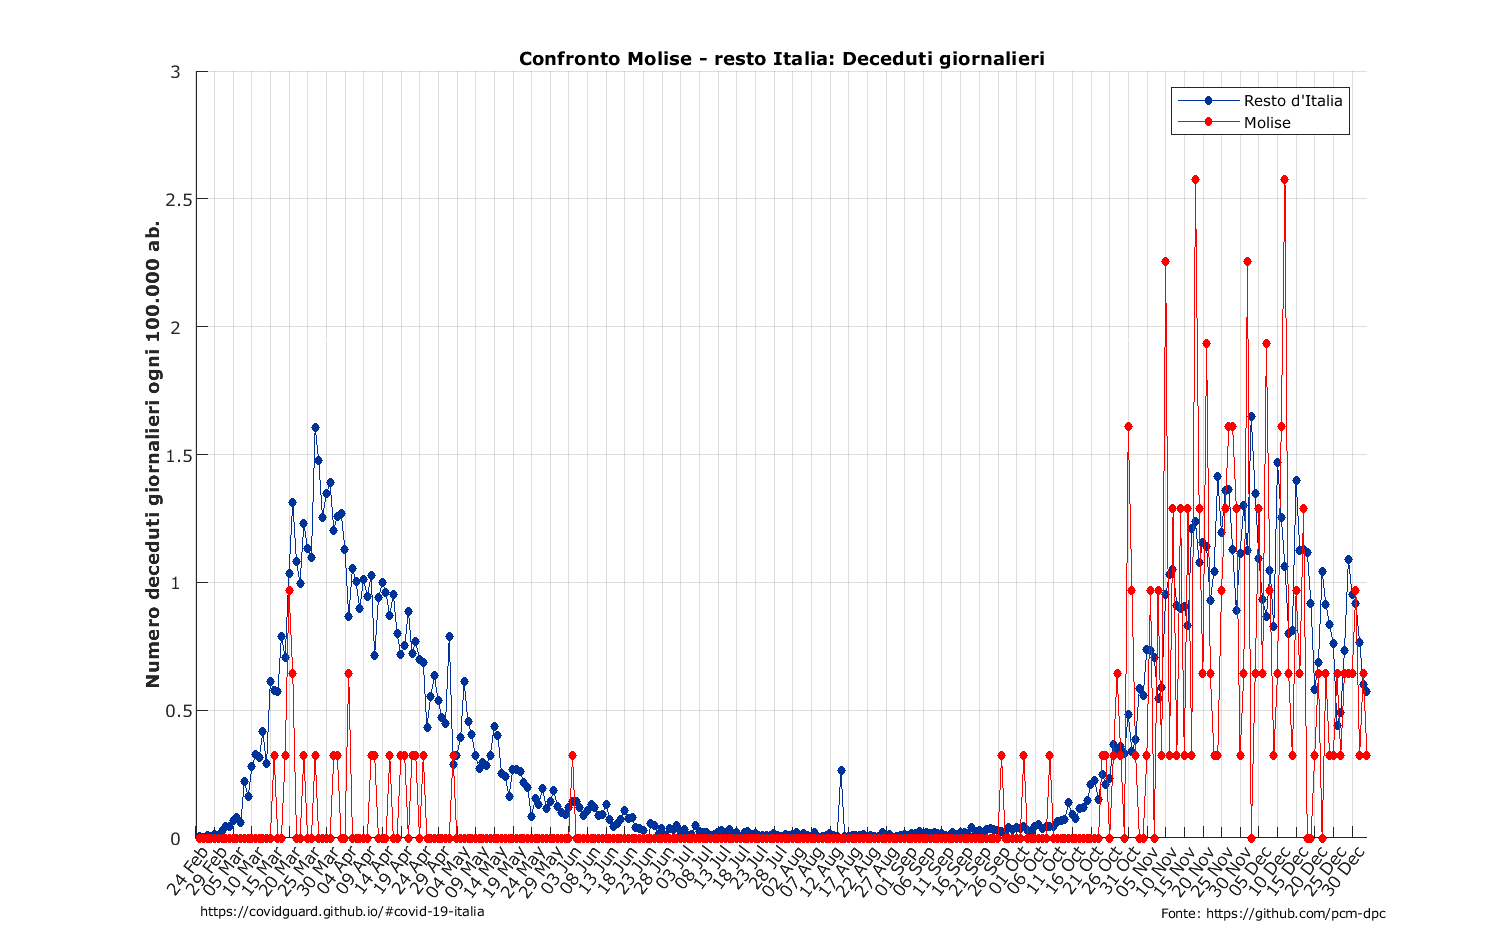 Confronto Molise - resto Italia: Deceduti giornalieri
Resto d'Italia
Molise
Numero deceduti giornalieri ogni 100.000 ab.
3
2.5
2
1.5
1
0.5
0
24 Feb
29 Feb
05 Mar
10 Mar
15 Mar
20 Mar
25 Mar
30 Mar
04 Apr
09 Apr
14 Apr
19 Apr
24 Apr
29 Apr
04 May
09 May
14 May
19 May
24 May
29 May
03 Jun
08 Jun
13 Jun
18 Jun
23 Jun
28 Jun
03 Jul
08 Jul
13 Jul
18 Jul
23 Jul
28 Jul
02 Aug
07 Aug
12 Aug
17 Aug
22 Aug
27 Aug
01 Sep
06 Sep
11 Sep
16 Sep
21 Sep
26 Sep
01 Oct
06 Oct
11 Oct
16 Oct
21 Oct
26 Oct
31 Oct
05 Nov
10 Nov
15 Nov
20 Nov
25 Nov
30 Nov
05 Dec
10 Dec
15 Dec
20 Dec
25 Dec
30 Dec
https://covidguard.github.io/#covid-19-italia
Fonte: https://github.com/pcm-dpc